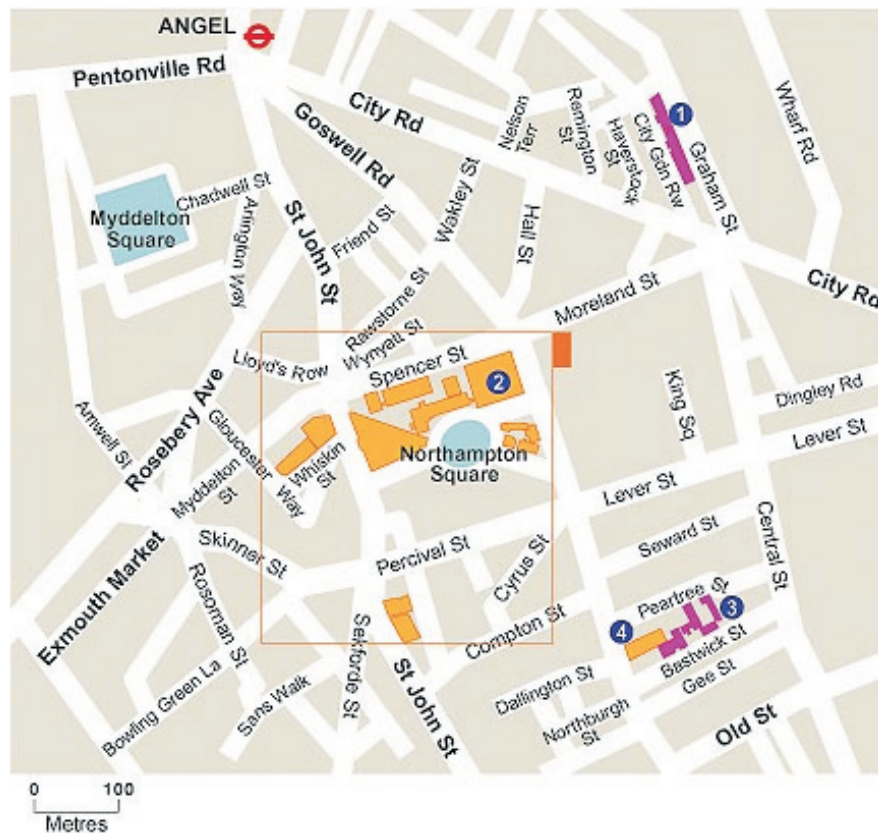 ANGEL
Pentonville Rd
City Rd
Goswell Rd
Nelson
Terr
Remington
St
Haverstock
St
City Gdn Rw
1
Graham St
Wharf Rd
Chadwell St
Myddelton
Square
Arlington Way
St John St
Friend St
Wakley St
Hall St
Rawstorne St
Wynyatt St
Moreland St
City Rd
Lloyd's Row
Spencer St
2
King Sq
Dingley Rd
Amwell St
Rosebery Ave
Gloucester
Way
Whiskin
St
Northampton
Square
Lever St
Lever St
Myddelton
St
Skinner St
Percival St
Cyrus St
Seward St
Central St
Exmouth Market
Rosoman St
Sekforde St
Compton St
Peartree St
3
4
Bastwick St
Gee St
Dallington St
Bowling Green La
Sans Walk
St John St
Northburgh
St
Old St
0 100
Metres